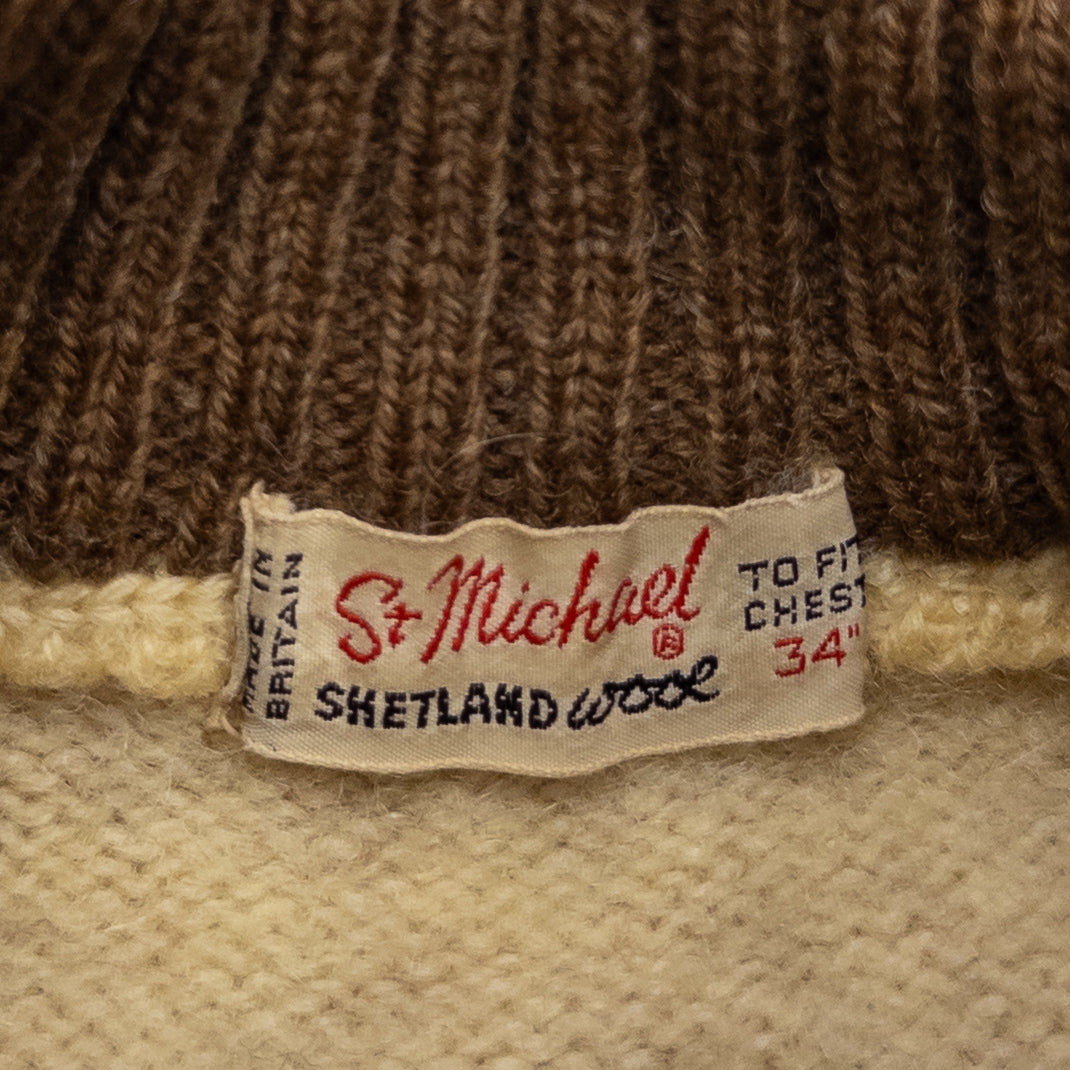 MADE IN
BRITAIN
St Michael ®
SHETLAND WOOL
TO FIT
CHEST
34"